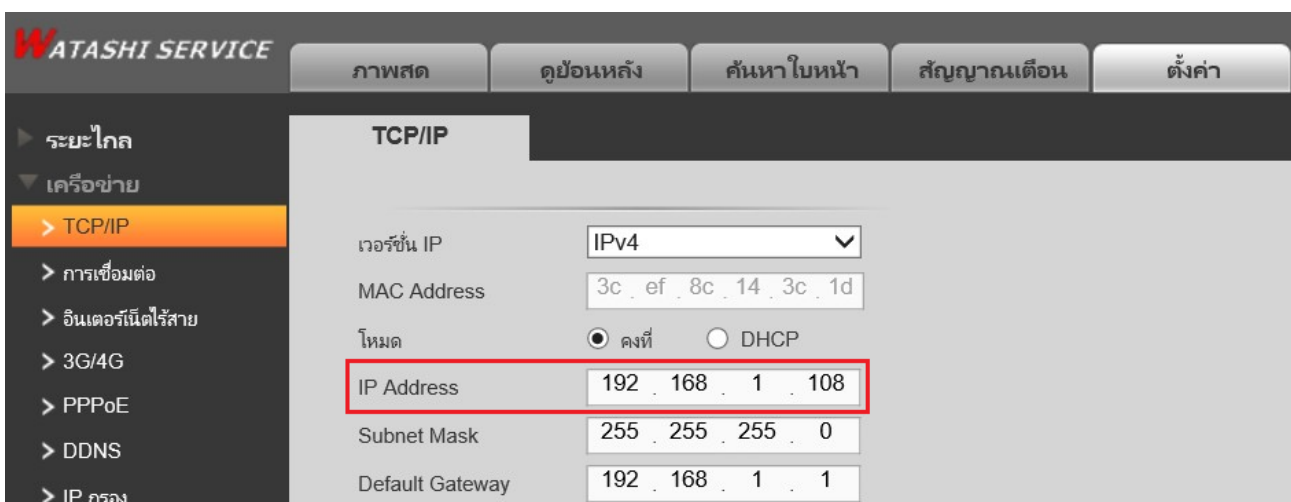 WATASHI SERVICE
ภาพสด
ดูย้อนหลัง
ค้นหาใบหน้า
สัญญาณเตือน
ตั้งค่า
ระยะไกล
เครือข่าย
TCP/IP
การเชื่อมต่อ
อินเตอร์เน็ตไร้สาย
3G/4G
PPPoE
DDNS
IP กรอง
TCP/IP
เวอร์ชั่น IP IPv4
MAC Address 3c . ef . 8c . 14 . 3c . 1d
โหมด คงที่ DHCP
IP Address 192 . 168 . 1 . 108
Subnet Mask 255 . 255 . 255 . 0
Default Gateway 192 . 168 . 1 . 1